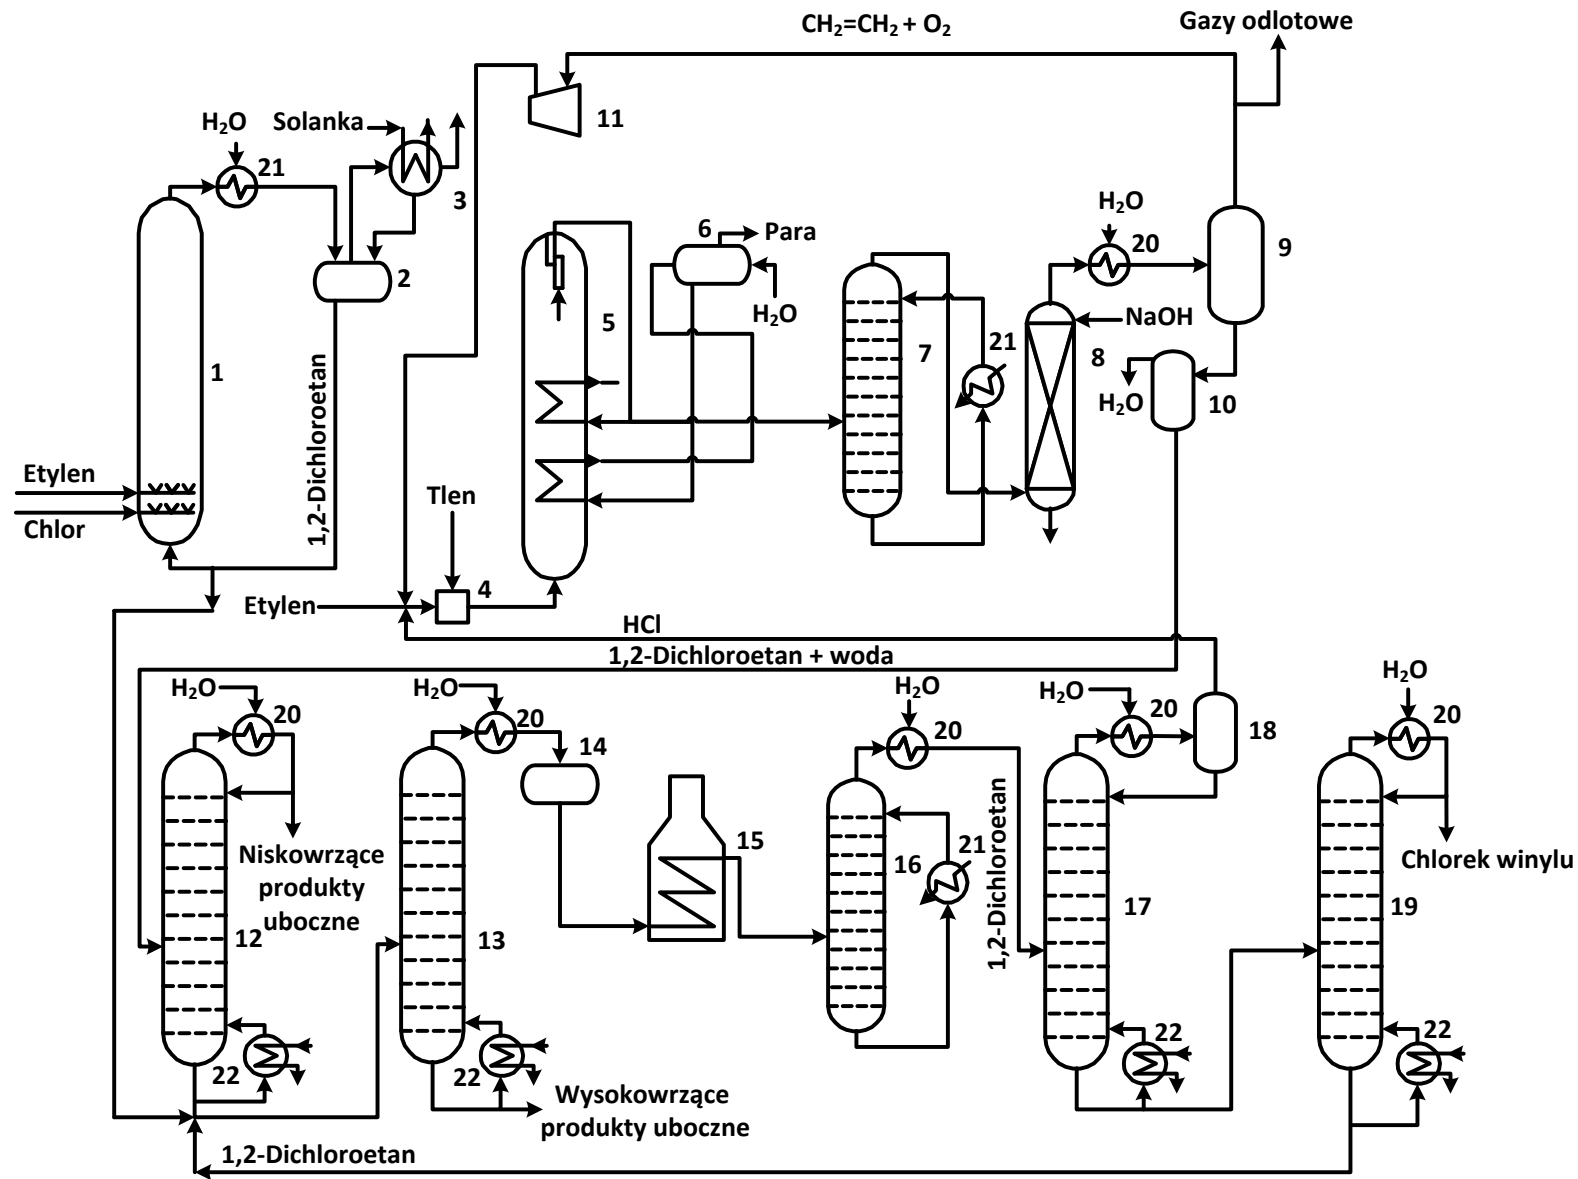 CH₂=CH₂ + O₂
Gazy odlotowe
11
H₂O
Solanka
21
3
2
1
1,2-Dichloroetan
Etylen
Chlor
6
Para
H₂O
5
7
21
H₂O
20
9
NaOH
8
H₂O
10
Tlen
4
Etylen
HCl
1,2-Dichloroetan + woda
H₂O
20
Niskowrzące
produkty
uboczne
12
22
H₂O
20
14
13
22
Wysokowrzące
produkty uboczne
15
H₂O
20
16
21
1,2-Dichloroetan
H₂O
20
18
17
22
H₂O
20
Chlorek winylu
19
22
1,2-Dichloroetan